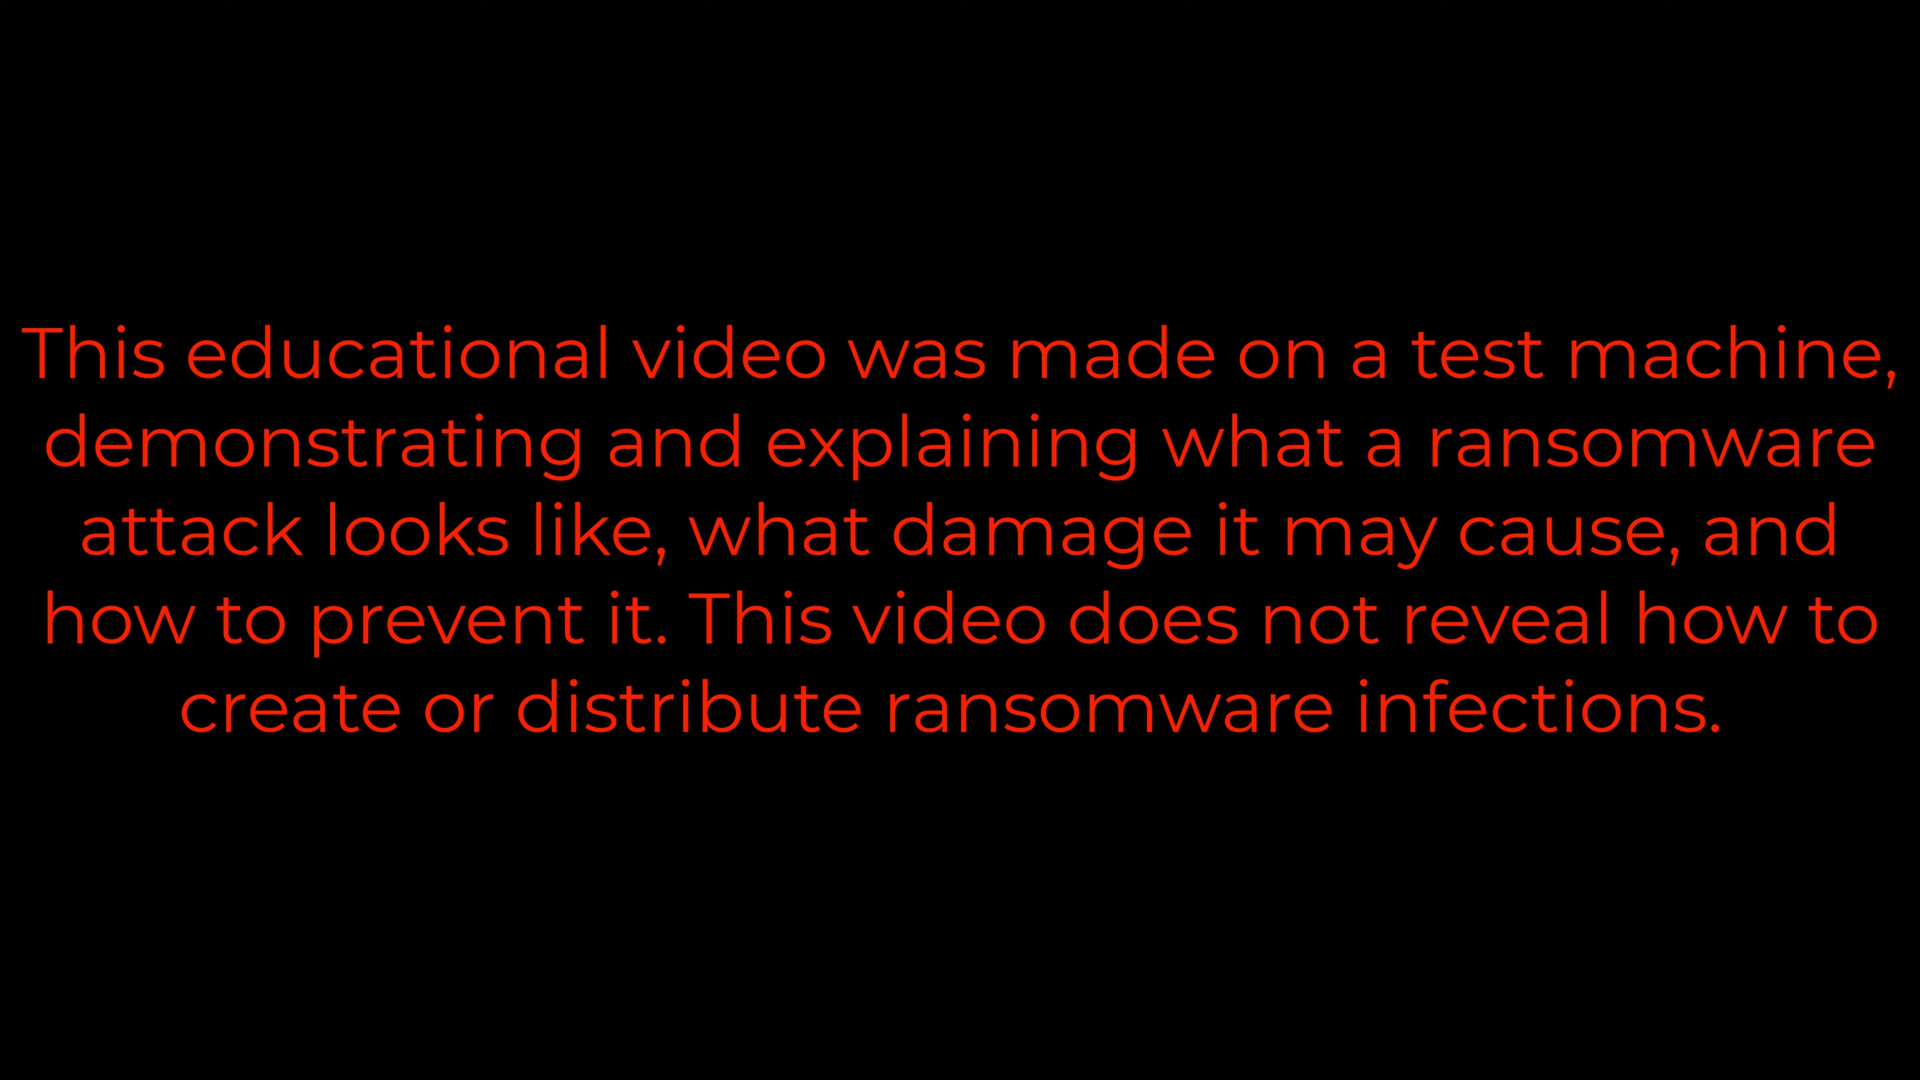 This educational video was made on a test machine,
demonstrating and explaining what a ransomware
attack looks like, what damage it may cause, and
how to prevent it. This video does not reveal how to
create or distribute ransomware infections.